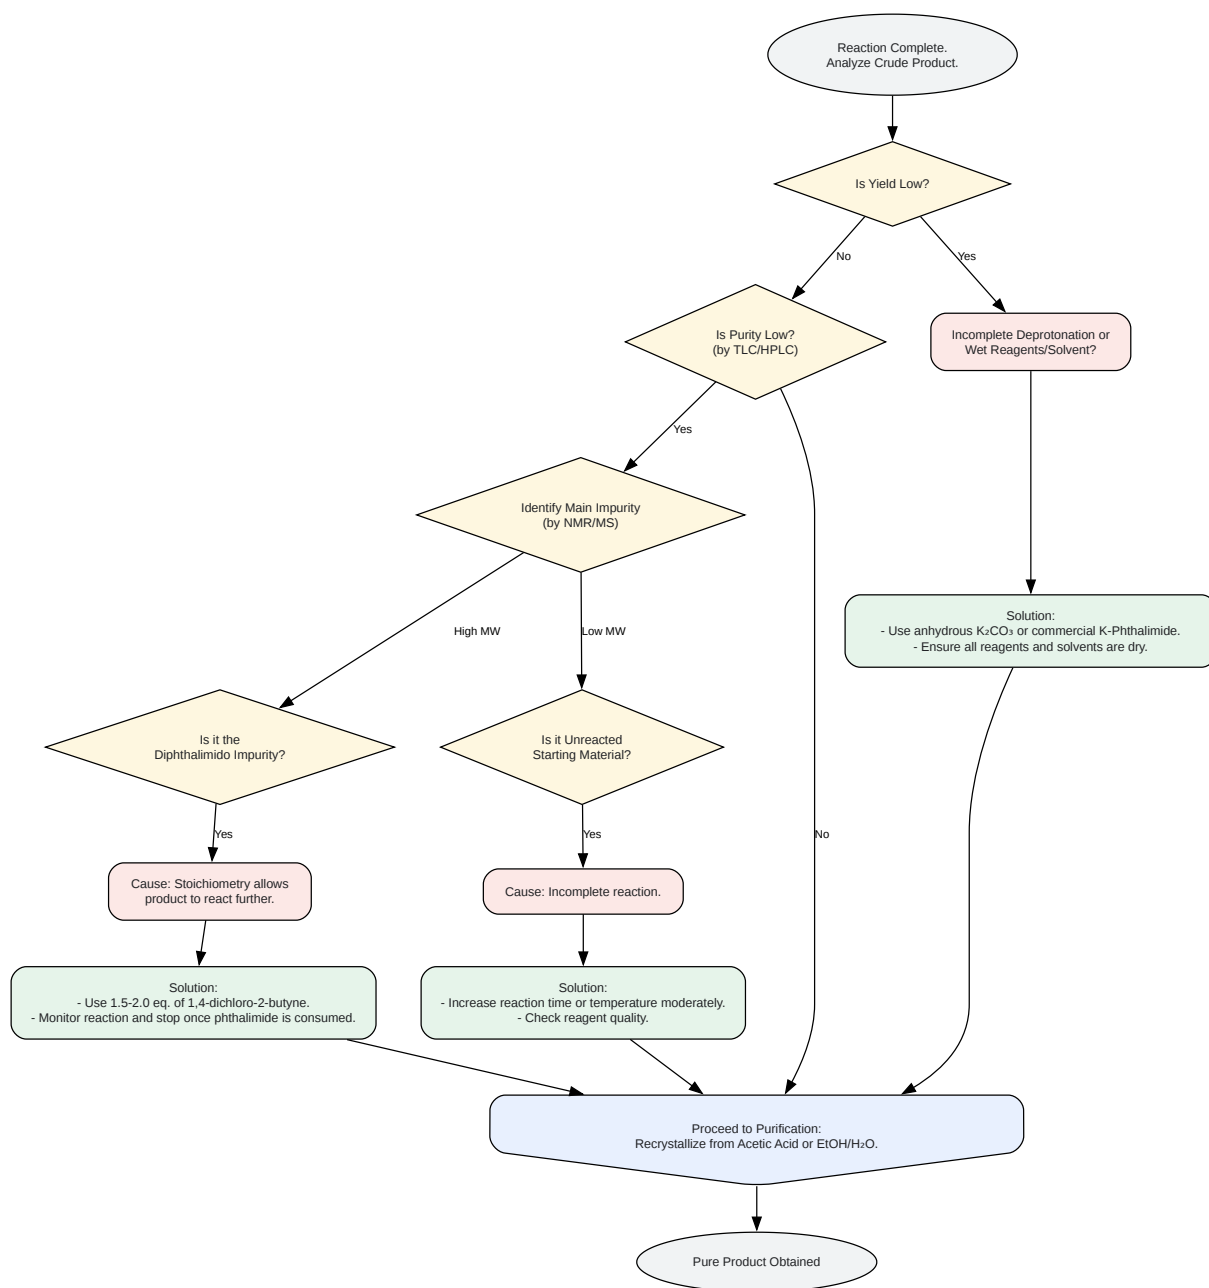 Reaction Complete.
Analyze Crude Product.
Is Yield Low?
No
Yes
Is Purity Low?
(by TLC/HPLC)
Incomplete Deprotonation or
Wet Reagents/Solvent?
Yes
Identify Main Impurity
(by NMR/MS)
Solution:
- Use anhydrous K₂CO₃ or commercial K-Phthalimide.
- Ensure all reagents and solvents are dry.
High MW
Low MW
Is it the
Diphthalimido Impurity?
Is it Unreacted
Starting Material?
Yes
Yes
No
Cause: Stoichiometry allows
product to react further.
Cause: Incomplete reaction.
Solution:
- Use 1.5-2.0 eq. of 1,4-dichloro-2-butyne.
- Monitor reaction and stop once phthalimide is consumed.
Solution:
- Increase reaction time or temperature moderately.
- Check reagent quality.
Proceed to Purification:
Recrystallize from Acetic Acid or EtOH/H₂O.
Pure Product Obtained